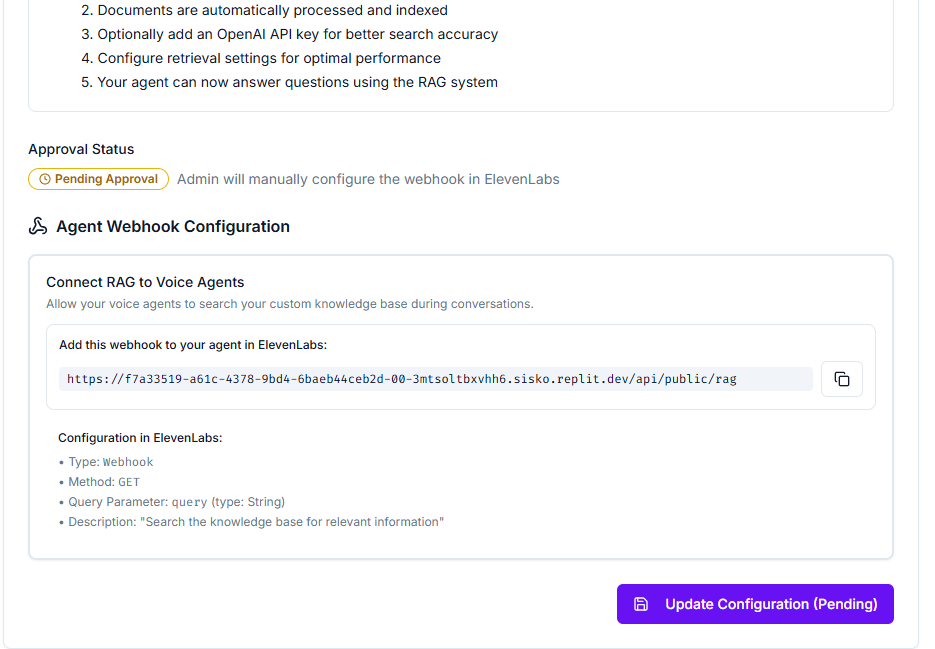 2. Documents are automatically processed and indexed
3. Optionally add an OpenAI API key for better search accuracy
4. Configure retrieval settings for optimal performance
5. Your agent can now answer questions using the RAG system
Approval Status
Pending Approval Admin will manually configure the webhook in ElevenLabs
Agent Webhook Configuration
Connect RAG to Voice Agents
Allow your voice agents to search your custom knowledge base during conversations.
Add this webhook to your agent in ElevenLabs:
https://f7a33519-a61c-4378-9bd4-6baeb44ceb2d-00-3mtsoltbxvhh6.sisko.replit.dev/api/public/rag
Configuration in ElevenLabs:
• Type: Webhook
• Method: GET
• Query Parameter: query (type: String)
• Description: "Search the knowledge base for relevant information"
Update Configuration (Pending)